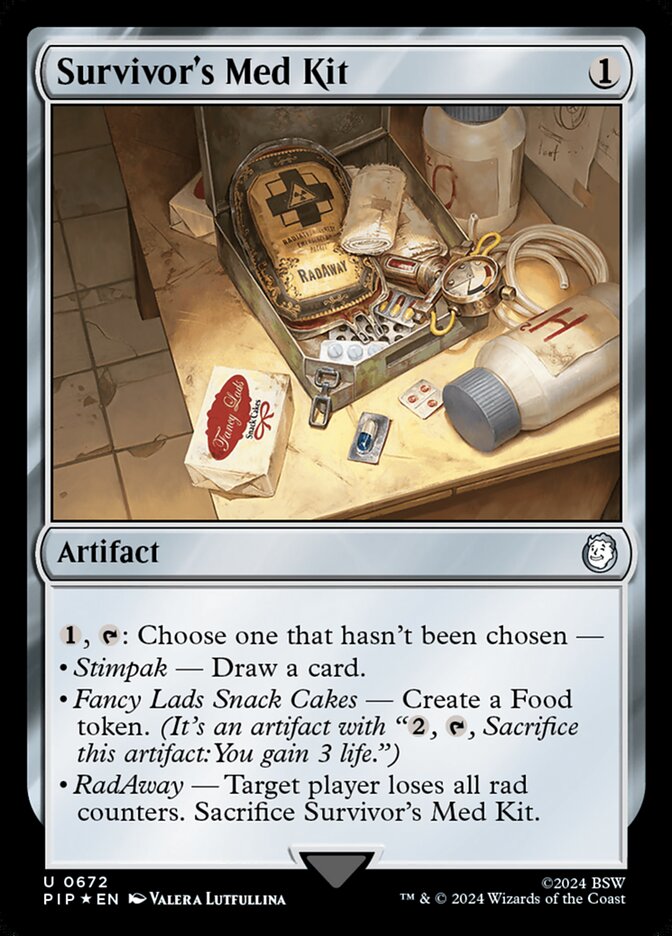 Survivor's Med Kit 1
RADAWAY
Fancy Lads
Snack Cakes
H
Artifact
1, T: Choose one that hasn't been chosen —
• Stimpak — Draw a card.
• Fancy Lads Snack Cakes — Create a Food
token. (It's an artifact with “2, T, Sacrifice
this artifact: You gain 3 life.”)
• RadAway — Target player loses all rad
counters. Sacrifice Survivor's Med Kit.
U 0672
PIP ★ EN VALERA LUTFULLINA
©2024 BSW
™ & © 2024 Wizards of the Coast